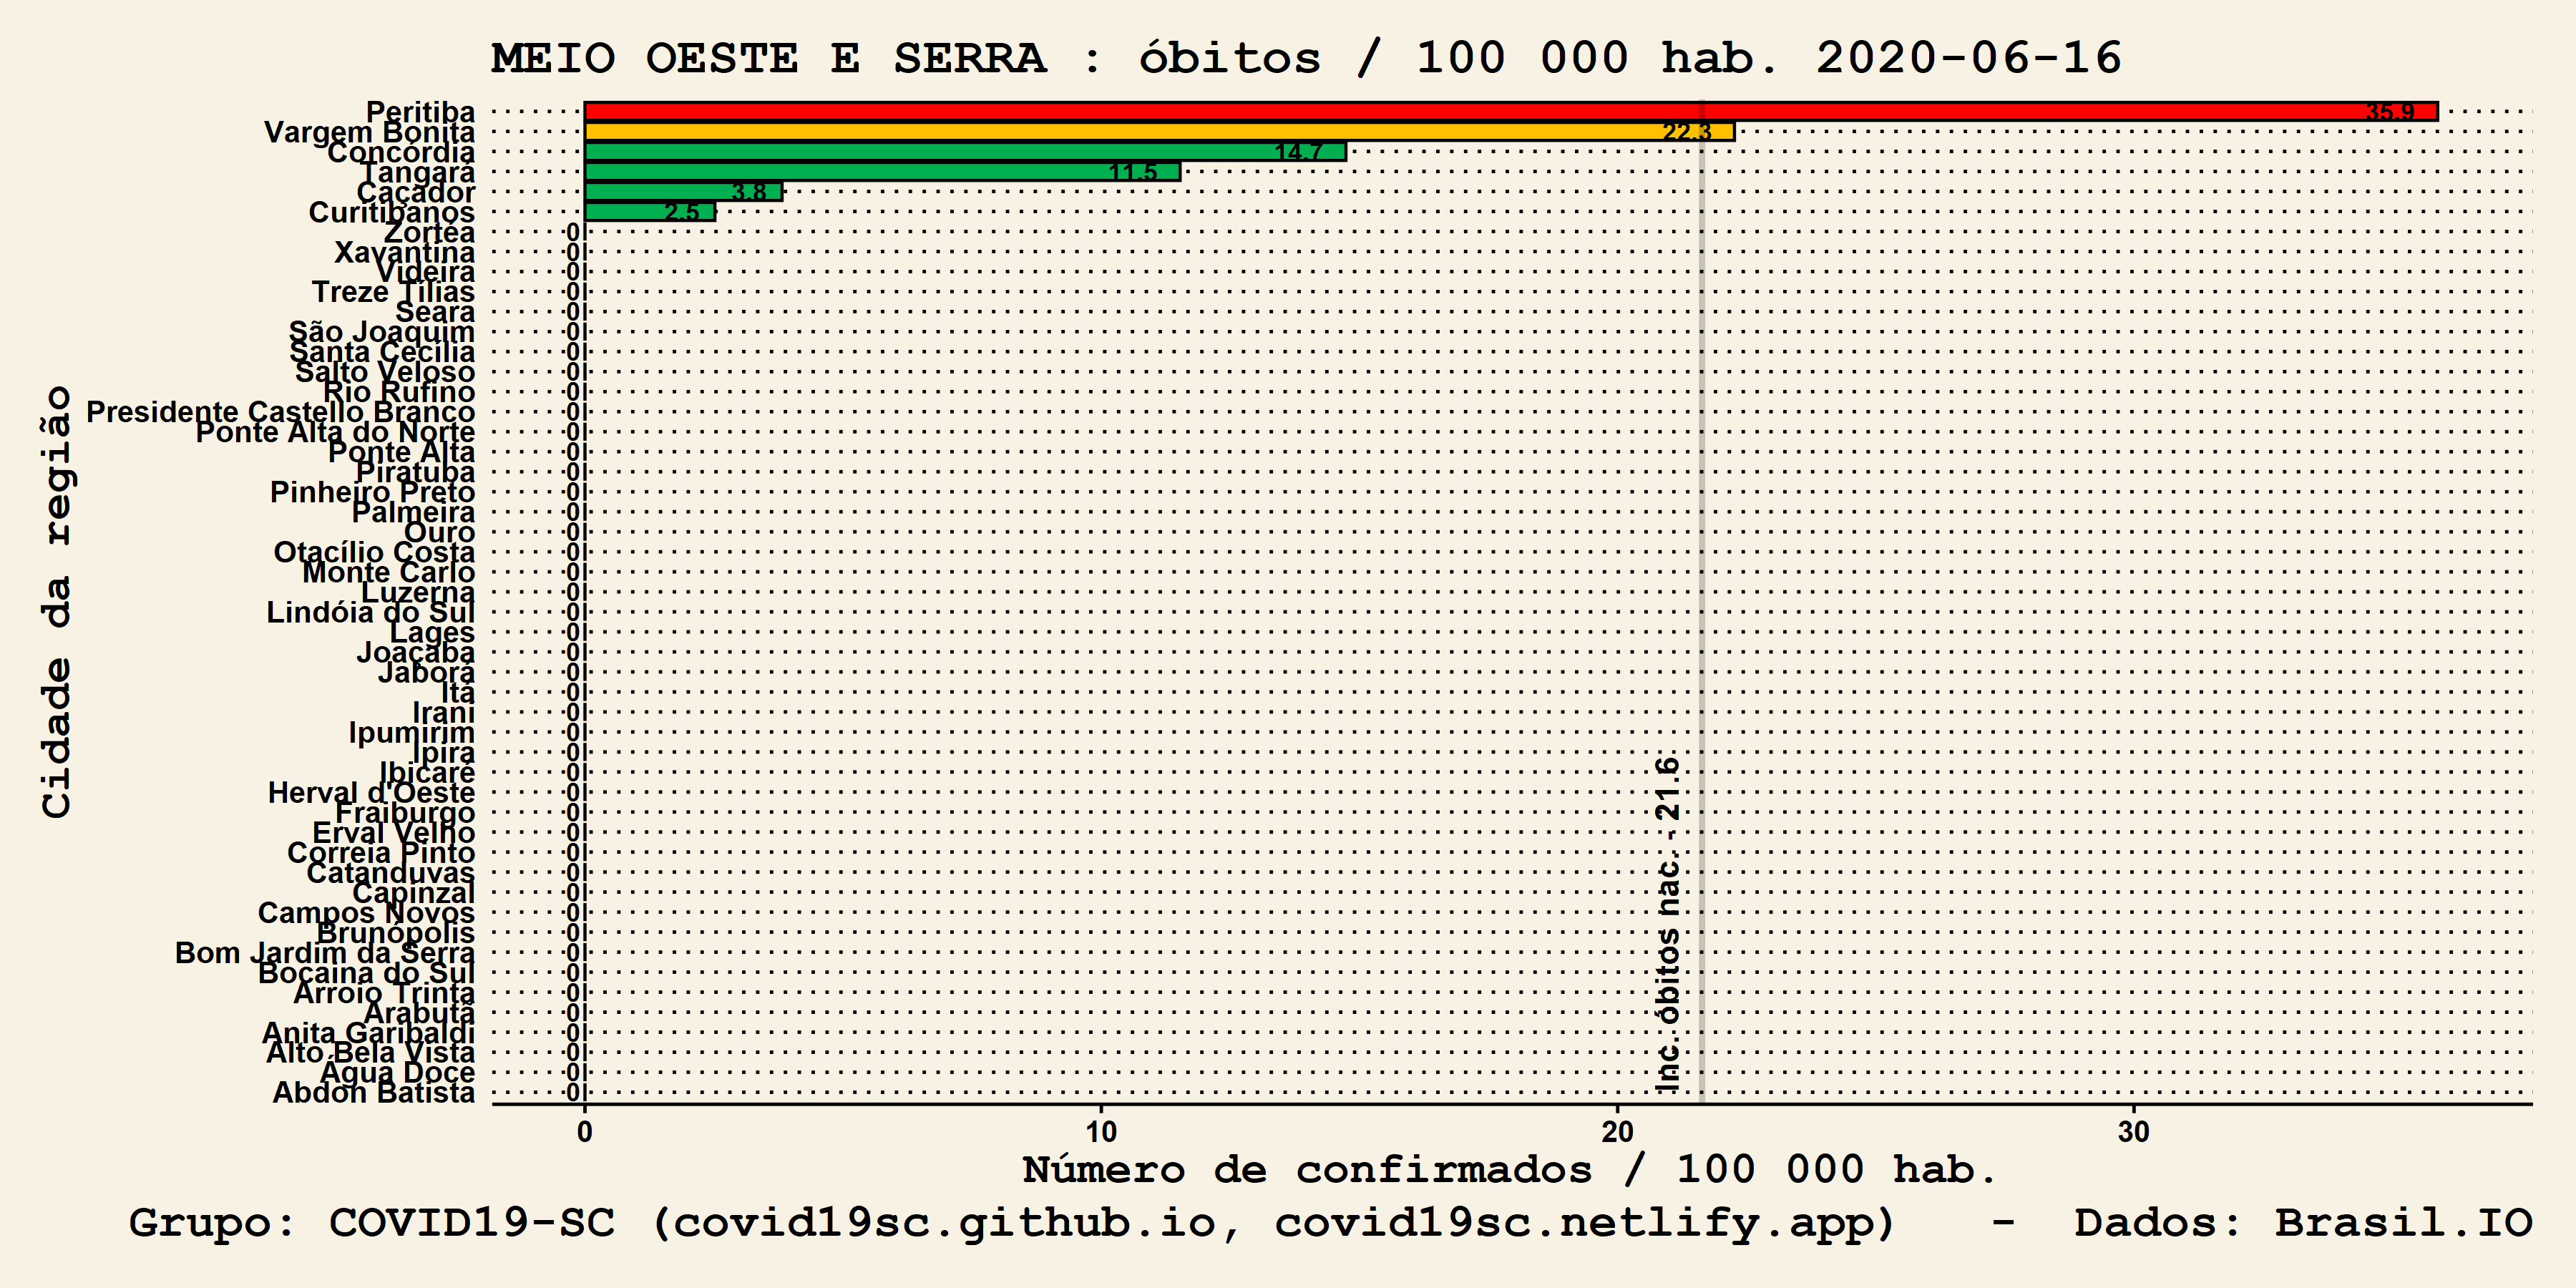 MEIO OESTE E SERRA : óbitos / 100 000 hab. 2020-06-16
Cidade da região
Peritiba 35.9
Vargem Bonita 22.3
Concórdia 14.7
Tangará 11.5
Caçador 3.8
Curitibanos 2.5
Zortéa 0
Xavantina 0
Videira 0
Treze Tílias 0
Seara 0
São Joaquim 0
Santa Cecília 0
Salto Veloso 0
Rio Rufino 0
Presidente Castello Branco 0
Ponte Alta do Norte 0
Ponte Alta 0
Piratuba 0
Pinheiro Preto 0
Palmeira 0
Ouro 0
Otacílio Costa 0
Monte Carlo 0
Luzerna 0
Lindóia do Sul 0
Lages 0
Joaçaba 0
Jaborá 0
Itá 0
Irani 0
Ipumirim 0
Ipira 0
Ibicaré 0
Herval d'Oeste 0
Fraiburgo 0
Erval Velho 0
Correia Pinto 0
Catanduvas 0
Capinzal 0
Campos Novos 0
Brunópolis 0
Bom Jardim da Serra 0
Bocaina do Sul 0
Arroio Trinta 0
Arabutã 0
Anita Garibaldi 0
Alto Bela Vista 0
Água Doce 0
Abdon Batista 0
Inc. óbitos nac. - 21.6
0 10 20 30
Número de confirmados / 100 000 hab.
Grupo: COVID19-SC (covid19sc.github.io, covid19sc.netlify.app) - Dados: Brasil.IO